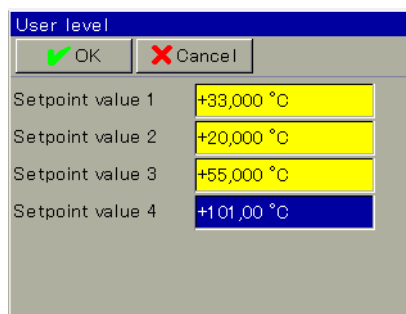 User level
OK Cancel
Setpoint value 1 +33,000 °C
Setpoint value 2 +20,000 °C
Setpoint value 3 +55,000 °C
Setpoint value 4 +101,00 °C